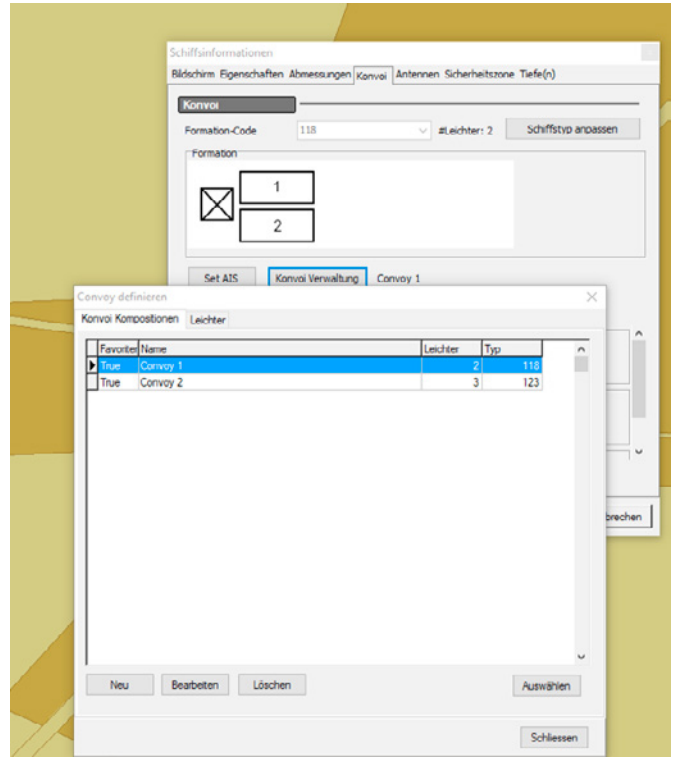 Schiffsinformationen
Bildschirm Eigenschaften Abmessungen Konvoi Antennen Sicherheitszone Tiefe(n)
Konvoi
Formation-Code 118 #Leichter: 2 Schiffstyp anpassen
Formation
1
2
Set AIS Konvoi Verwaltung Convoy 1
Convoy definieren
Konvoi Kompositionen Leichter
Favoriten Name Leichter Typ
True Convoy 1 2 118
True Convoy 2 3 123
brechen
Neu Bearbeiten Löschen Auswählen
Schliessen